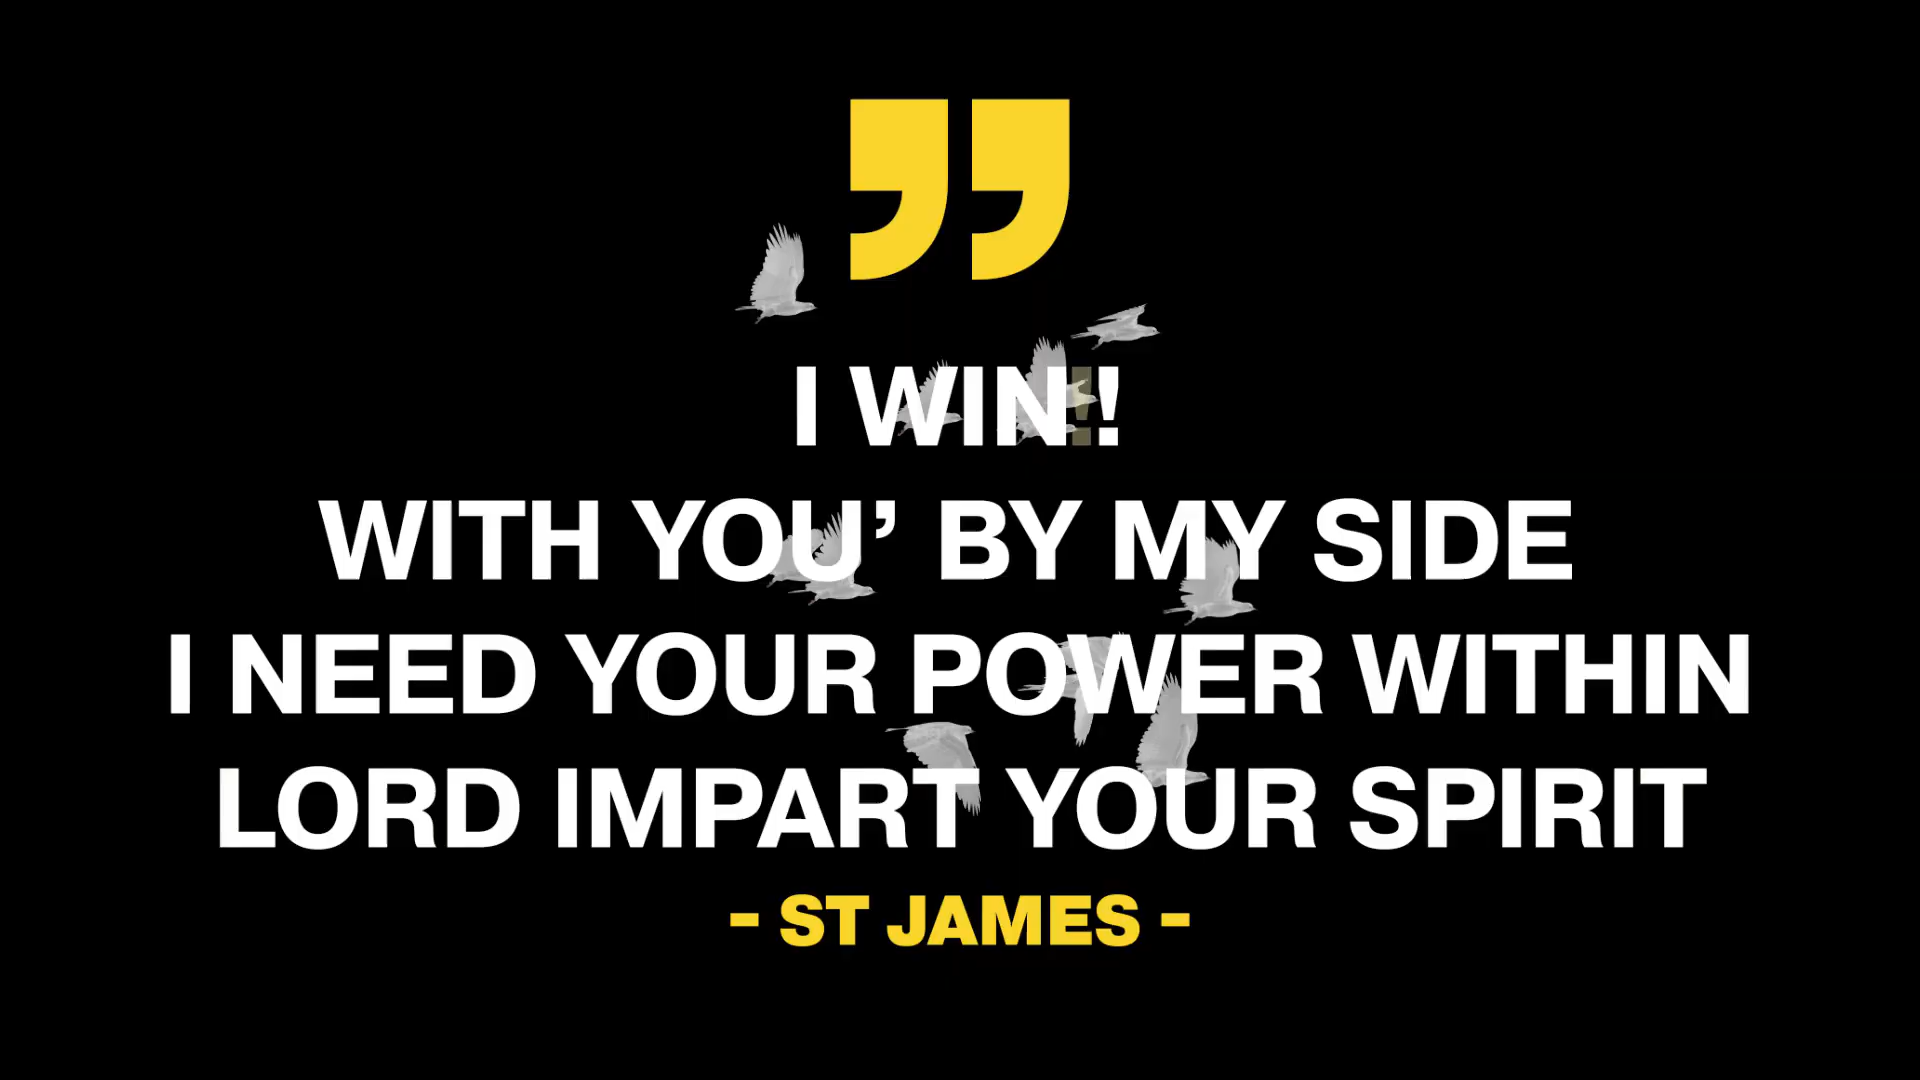 ”
I WIN!!
WITH YOU’ BY MY SIDE
I NEED YOUR POWER WITHIN
LORD IMPART YOUR SPIRIT
- ST JAMES -